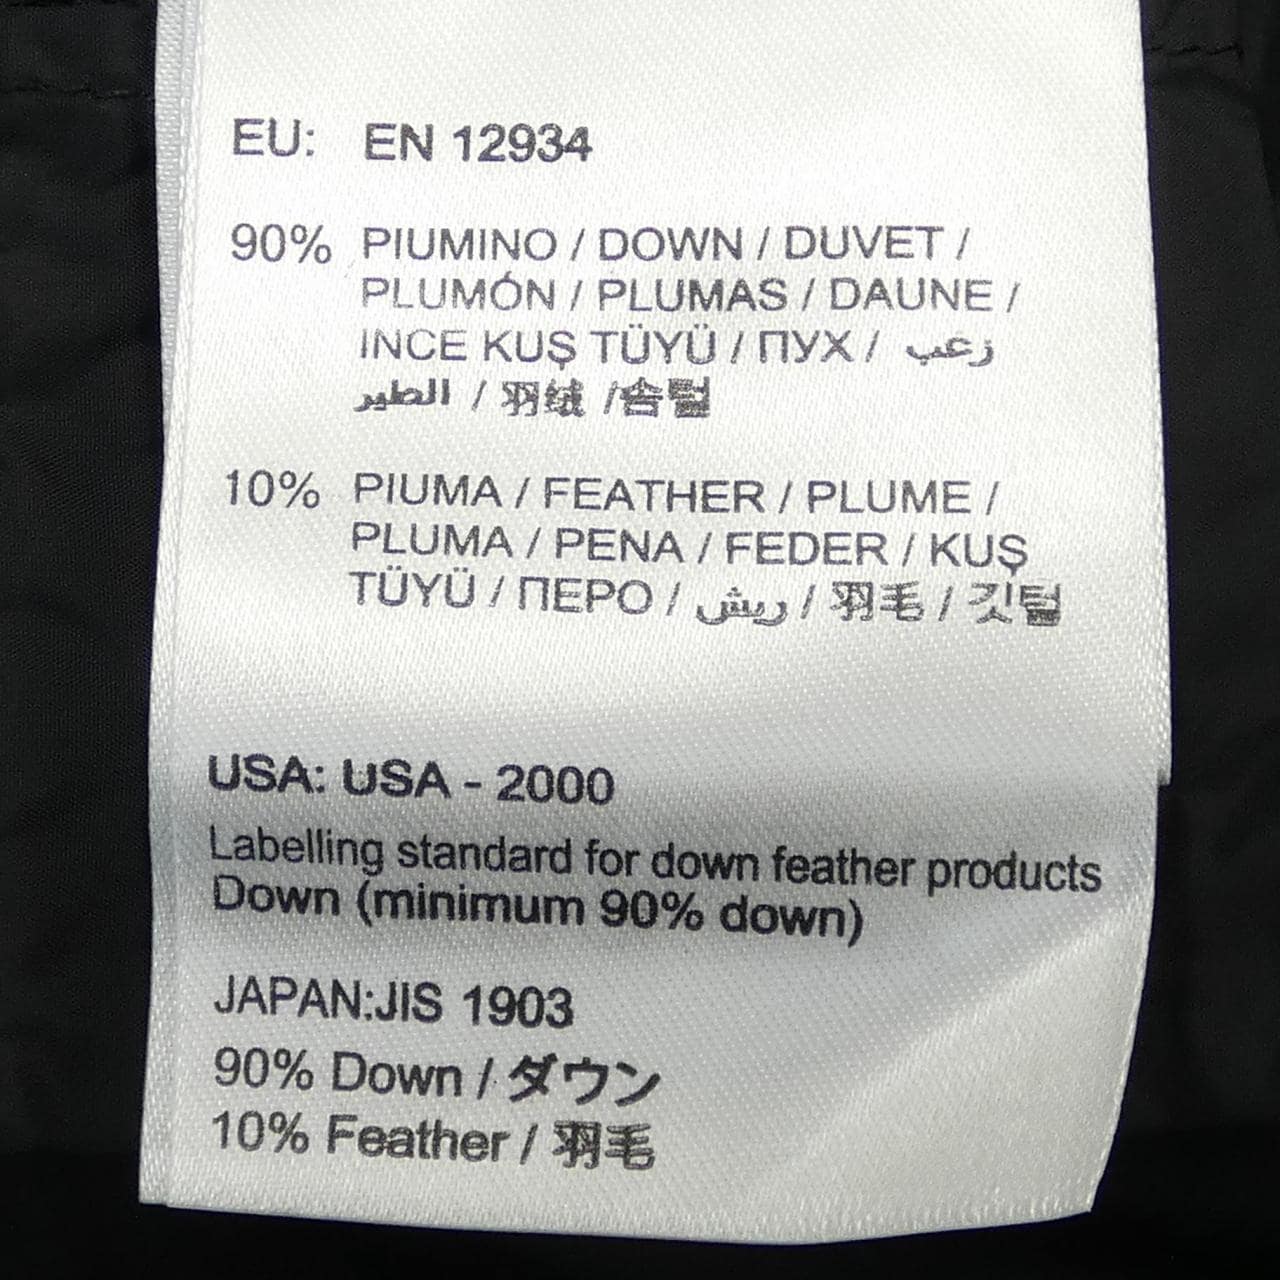 EU: EN 12934
90% PIUMINO / DOWN / DUVET /
PLUMÓN / PLUMAS / DAUNE /
INCE KUŞ TÜYÜ / ПУХ / زغب
الطير / 羽绒 /솜털
10% PIUMA / FEATHER / PLUME /
PLUMA / PENA / FEDER / KUŞ
TÜYÜ / ПЕРО / ريش / 羽毛 / 깃털
USA: USA - 2000
Labelling standard for down feather products
Down (minimum 90% down)
JAPAN:JIS 1903
90% Down / ダウン
10% Feather / 羽毛